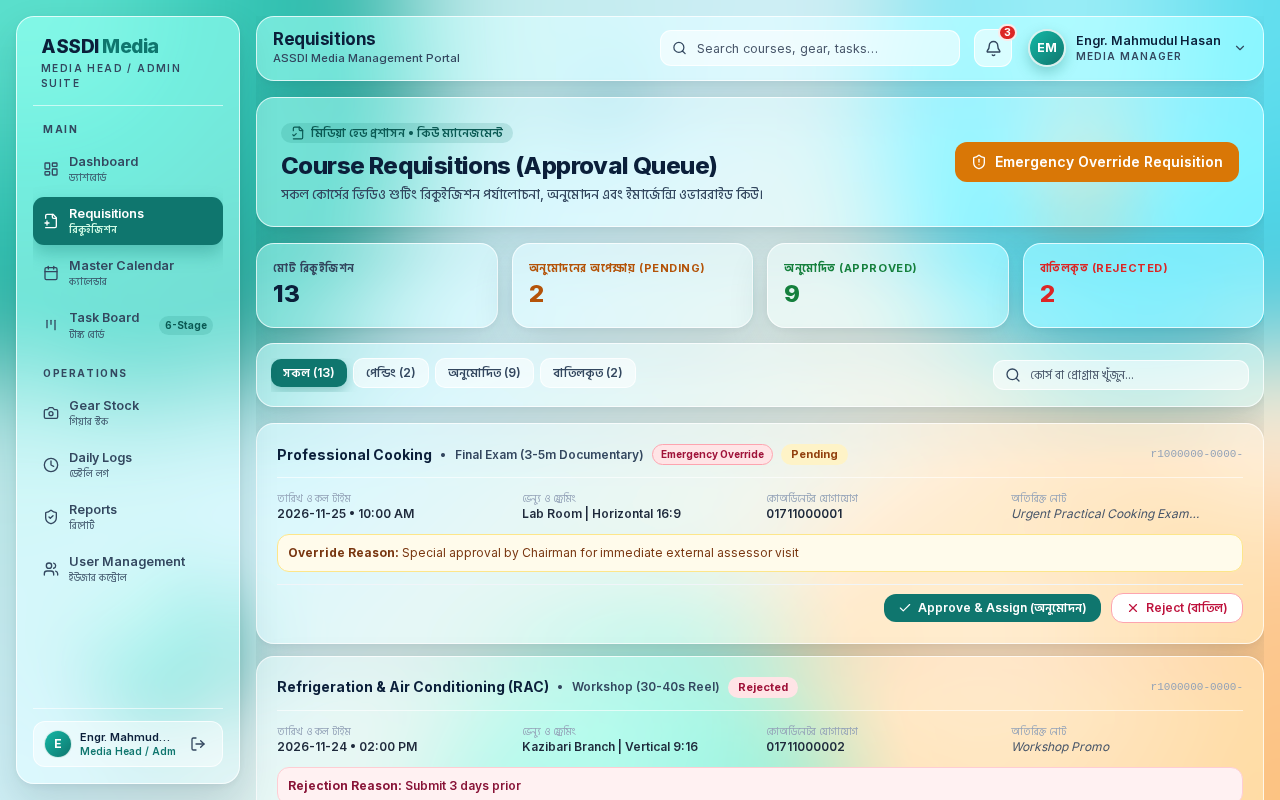 ASSDI Media
MEDIA HEAD / ADMIN
SUITE
MAIN
Dashboard
ড্যাশবোর্ড
Requisitions
রিকুইজিশন
Master Calendar
ক্যালেন্ডার
Task Board
টাস্ক বোর্ড
6-Stage
OPERATIONS
Gear Stock
গিয়ার স্টক
Daily Logs
ডেইলি লগ
Reports
রিপোর্ট
User Management
ইউজার কন্ট্রোল
E
Engr. Mahmud...
Media Head / Adm
Requisitions
ASSDI Media Management Portal
Search courses, gear, tasks...
3
EM
Engr. Mahmudul Hasan
MEDIA MANAGER
মিডিয়া হেড প্রশাসন • কিউ ম্যানেজমেন্ট
Course Requisitions (Approval Queue)
সকল কোর্সের ভিডিও শুটিং রিকুইজিশন পর্যালোচনা, অনুমোদন এবং ইমার্জেন্সি ওভাররাইড কিউ।
Emergency Override Requisition
মোট রিকুইজিশন
13
অনুমোদনের অপেক্ষায় (PENDING)
2
অনুমোদিত (APPROVED)
9
বাতিলকৃত (REJECTED)
2
সকল (13)
পেন্ডিং (2)
অনুমোদিত (9)
বাতিলকৃত (2)
কোর্স বা প্রোগ্রাম খুঁজুন...
Professional Cooking • Final Exam (3-5m Documentary) Emergency Override Pending r1000000-0000-
তারিখ ও কল টাইম
2026-11-25 • 10:00 AM
ভেন্যু ও ফ্রেমিং
Lab Room | Horizontal 16:9
কোঅর্ডিনেটর যোগাযোগ
01711000001
অতিরিক্ত নোট
Urgent Practical Cooking Exam...
Override Reason: Special approval by Chairman for immediate external assessor visit
Approve & Assign (অনুমোদন)
Reject (বাতিল)
Refrigeration & Air Conditioning (RAC) • Workshop (30-40s Reel) Rejected r1000000-0000-
তারিখ ও কল টাইম
2026-11-24 • 02:00 PM
ভেন্যু ও ফ্রেমিং
Kazibari Branch | Vertical 9:16
কোঅর্ডিনেটর যোগাযোগ
01711000002
অতিরিক্ত নোট
Workshop Promo
Rejection Reason: Submit 3 days prior